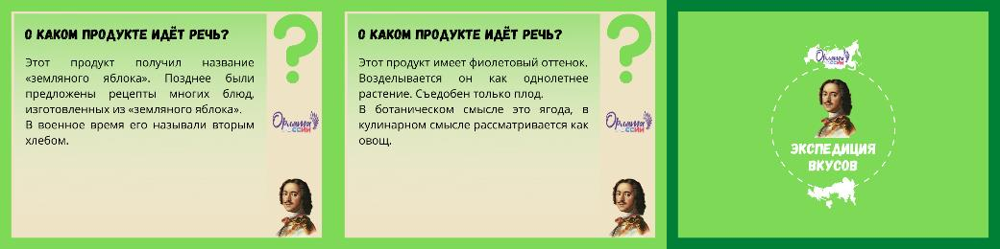 О КАКОМ ПРОДУКТЕ ИДЁТ РЕЧЬ?
Этот продукт получил название
«земляного яблока». Позднее были
предложены рецепты многих блюд,
изготовленных из «земляного яблока».
В военное время его называли вторым
хлебом.
?
Орлята
России
О КАКОМ ПРОДУКТЕ ИДЁТ РЕЧЬ?
Этот продукт имеет фиолетовый оттенок.
Возделывается он как однолетнее
растение. Съедобен только плод.
В ботаническом смысле это ягода, в
кулинарном смысле рассматривается как
овощ.
?
Орлята
России
Орлята
России
ЭКСПЕДИЦИЯ
ВКУСОВ